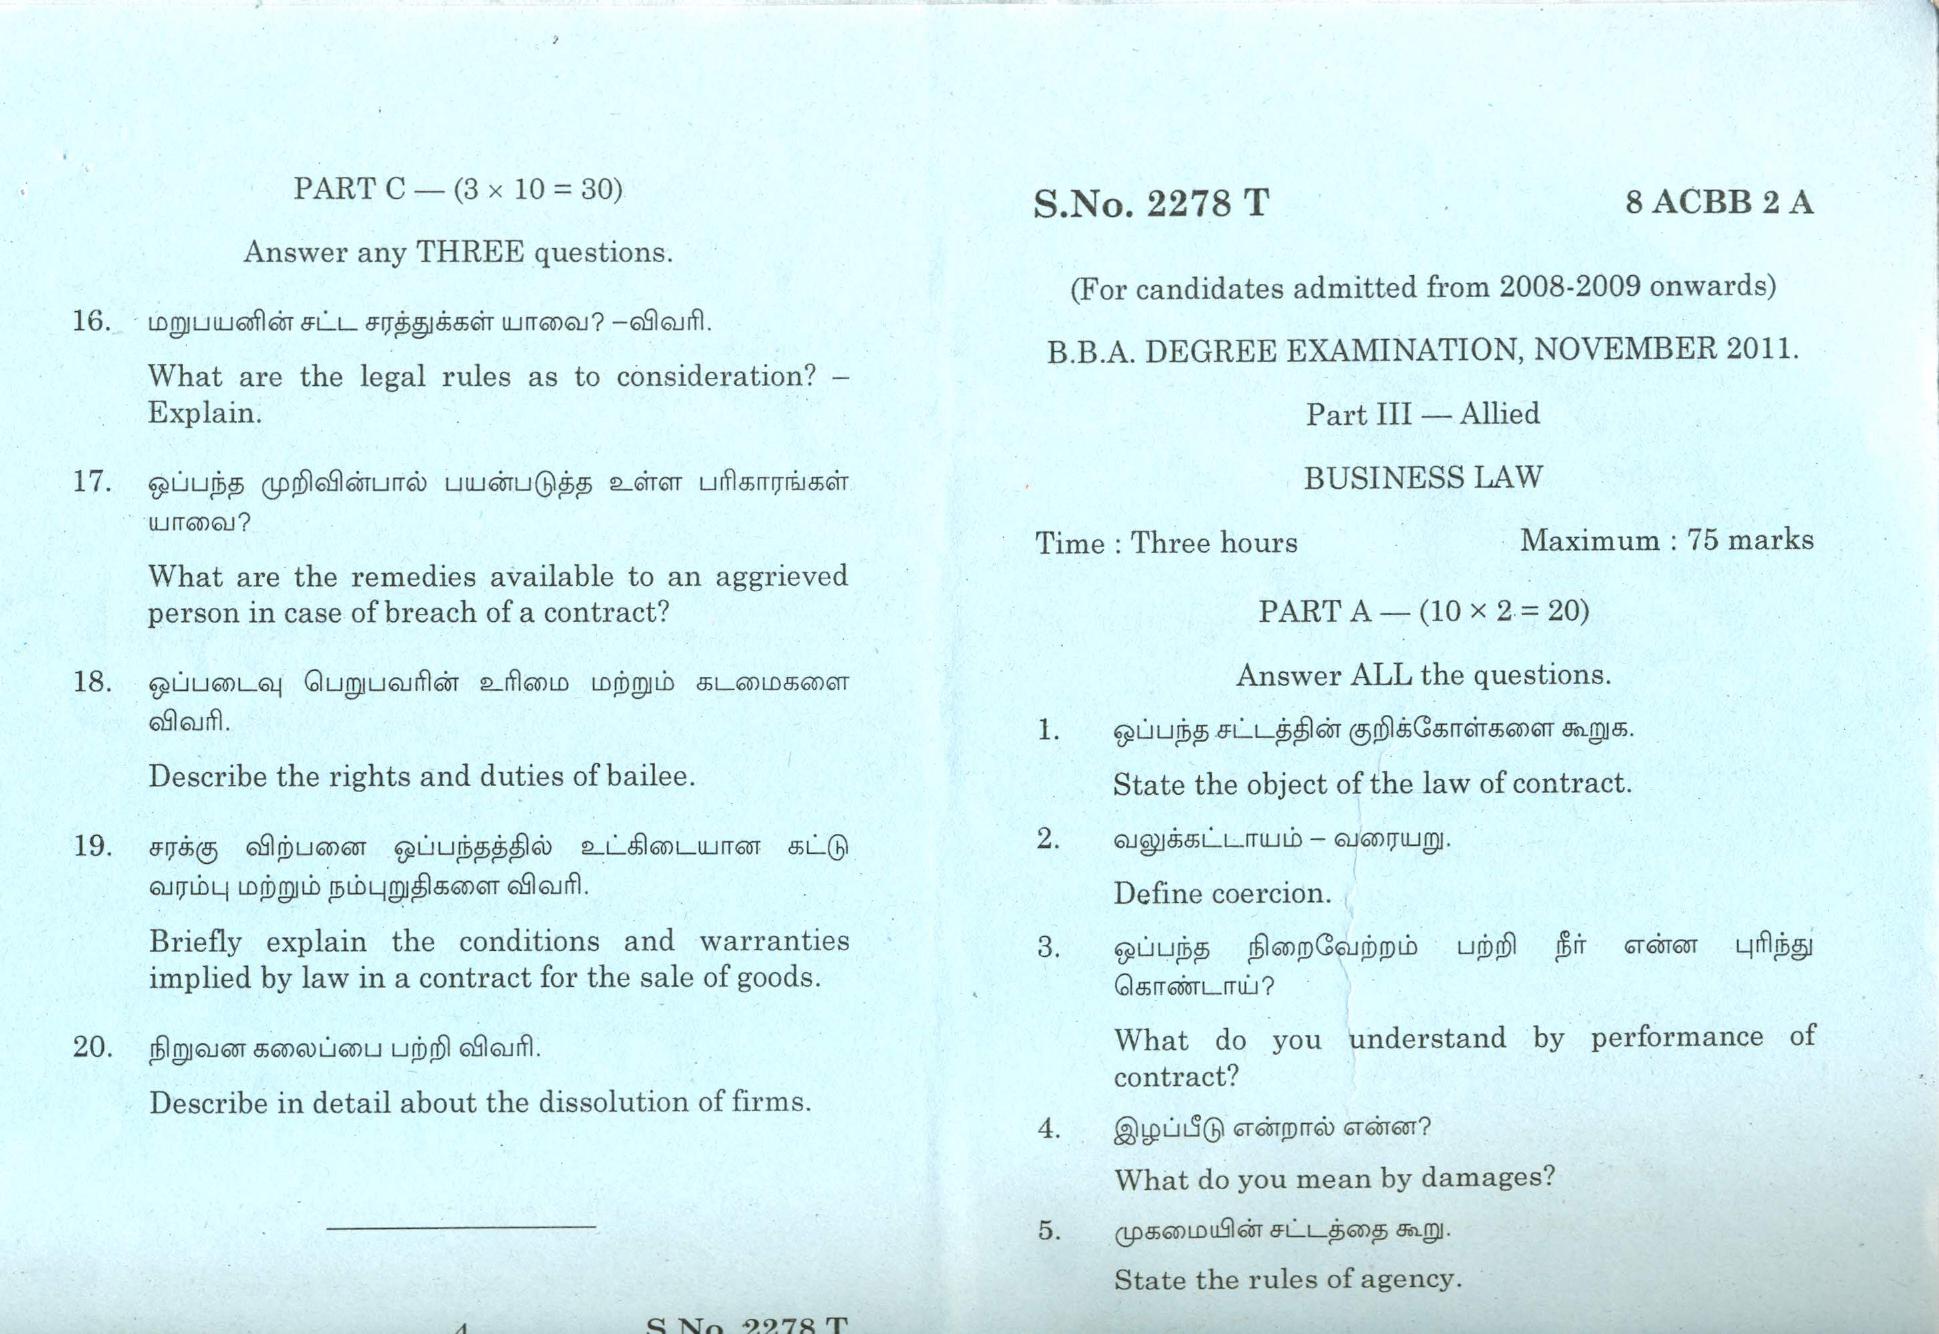 PART C — (3 × 10 = 30)
Answer any THREE questions.
16. மறுபயனின் சட்ட சரத்துக்கள் யாவை? –விவரி.
What are the legal rules as to consideration? –
Explain.
17. ஒப்பந்த முறிவின்பால் பயன்படுத்த உள்ள பரிகாரங்கள்
யாவை?
What are the remedies available to an aggrieved
person in case of breach of a contract?
18. ஒப்படைவு பெறுபவரின் உரிமை மற்றும் கடமைகளை
விவரி.
Describe the rights and duties of bailee.
19. சரக்கு விற்பனை ஒப்பந்தத்தில் உட்கிடையான கட்டு
வரம்பு மற்றும் நம்புறுதிகளை விவரி.
Briefly explain the conditions and warranties
implied by law in a contract for the sale of goods.
20. நிறுவன கலைப்பை பற்றி விவரி.
Describe in detail about the dissolution of firms.
4 S.No. 2278 T
S.No. 2278 T 8 ACBB 2 A
(For candidates admitted from 2008-2009 onwards)
B.B.A. DEGREE EXAMINATION, NOVEMBER 2011.
Part III — Allied
BUSINESS LAW
Time : Three hours Maximum : 75 marks
PART A — (10 × 2 = 20)
Answer ALL the questions.
1. ஒப்பந்த சட்டத்தின் குறிக்கோள்களை கூறுக.
State the object of the law of contract.
2. வலுக்கட்டாயம் – வரையறு.
Define coercion.
3. ஒப்பந்த நிறைவேற்றம் பற்றி நீர் என்ன புரிந்து
கொண்டாய்?
What do you understand by performance of
contract?
4. இழப்பீடு என்றால் என்ன?
What do you mean by damages?
5. முகமையின் சட்டத்தை கூறு.
State the rules of agency.